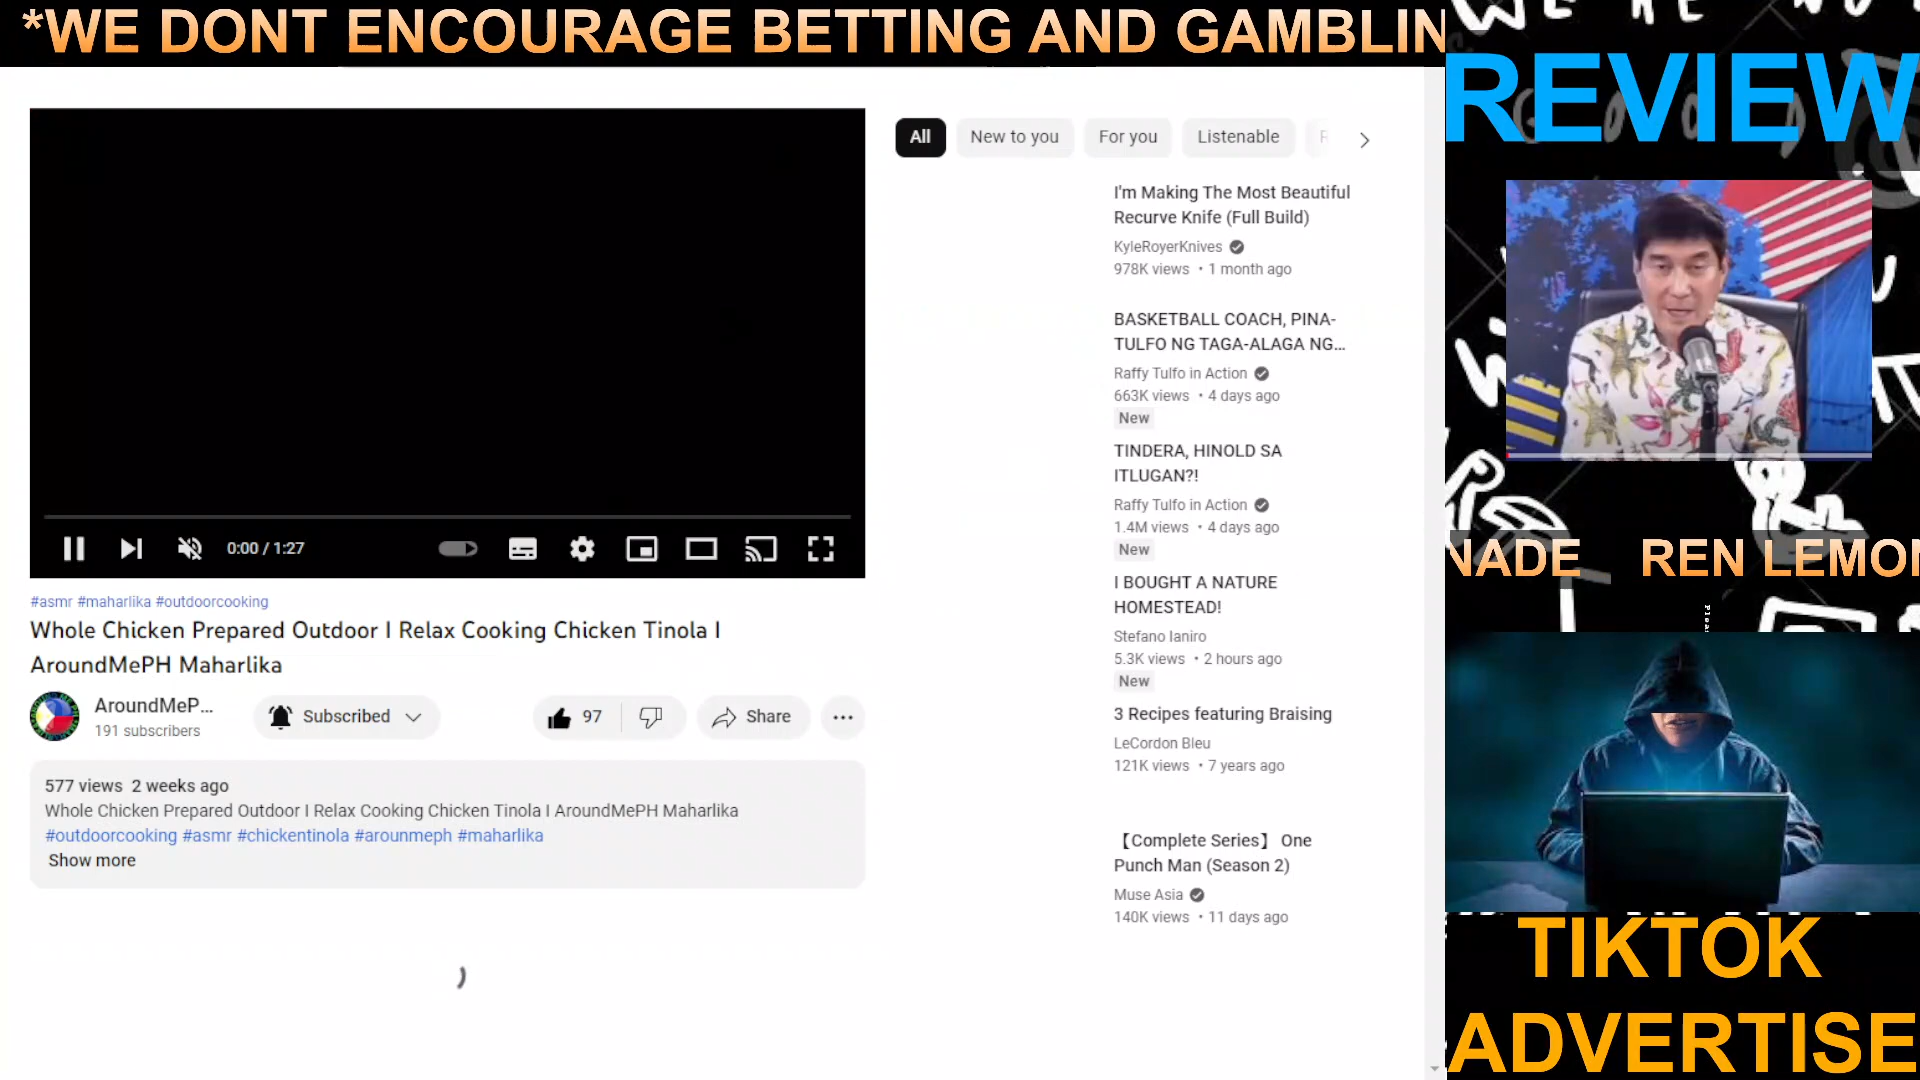 *WE DONT ENCOURAGE BETTING AND GAMBLIN
REVIEW
All
New to you
For you
Listenable
I'm Making The Most Beautiful
Recurve Knife (Full Build)
KyleRoyerKnives
978K views • 1 month ago
BASKETBALL COACH, PINA-
TULFO NG TAGA-ALAGA NG...
Raffy Tulfo in Action
663K views • 4 days ago
New
TINDERA, HINOLD SA
ITLUGAN?!
Raffy Tulfo in Action
1.4M views • 4 days ago
New
I BOUGHT A NATURE
HOMESTEAD!
Stefano Ianiro
5.3K views • 2 hours ago
New
3 Recipes featuring Braising
LeCordon Bleu
121K views • 7 years ago
【Complete Series】 One
Punch Man (Season 2)
Muse Asia
140K views • 11 days ago
0:00 / 1:27
#asmr #maharlika #outdoorcooking
Whole Chicken Prepared Outdoor I Relax Cooking Chicken Tinola I
AroundMePH Maharlika
AroundMeP...
191 subscribers
Subscribed
97
Share
577 views 2 weeks ago
Whole Chicken Prepared Outdoor I Relax Cooking Chicken Tinola I AroundMePH Maharlika
#outdoorcooking #asmr #chickentinola #arounmeph #maharlika
Show more
NADE REN LEMON
TIKTOK
ADVERTISE